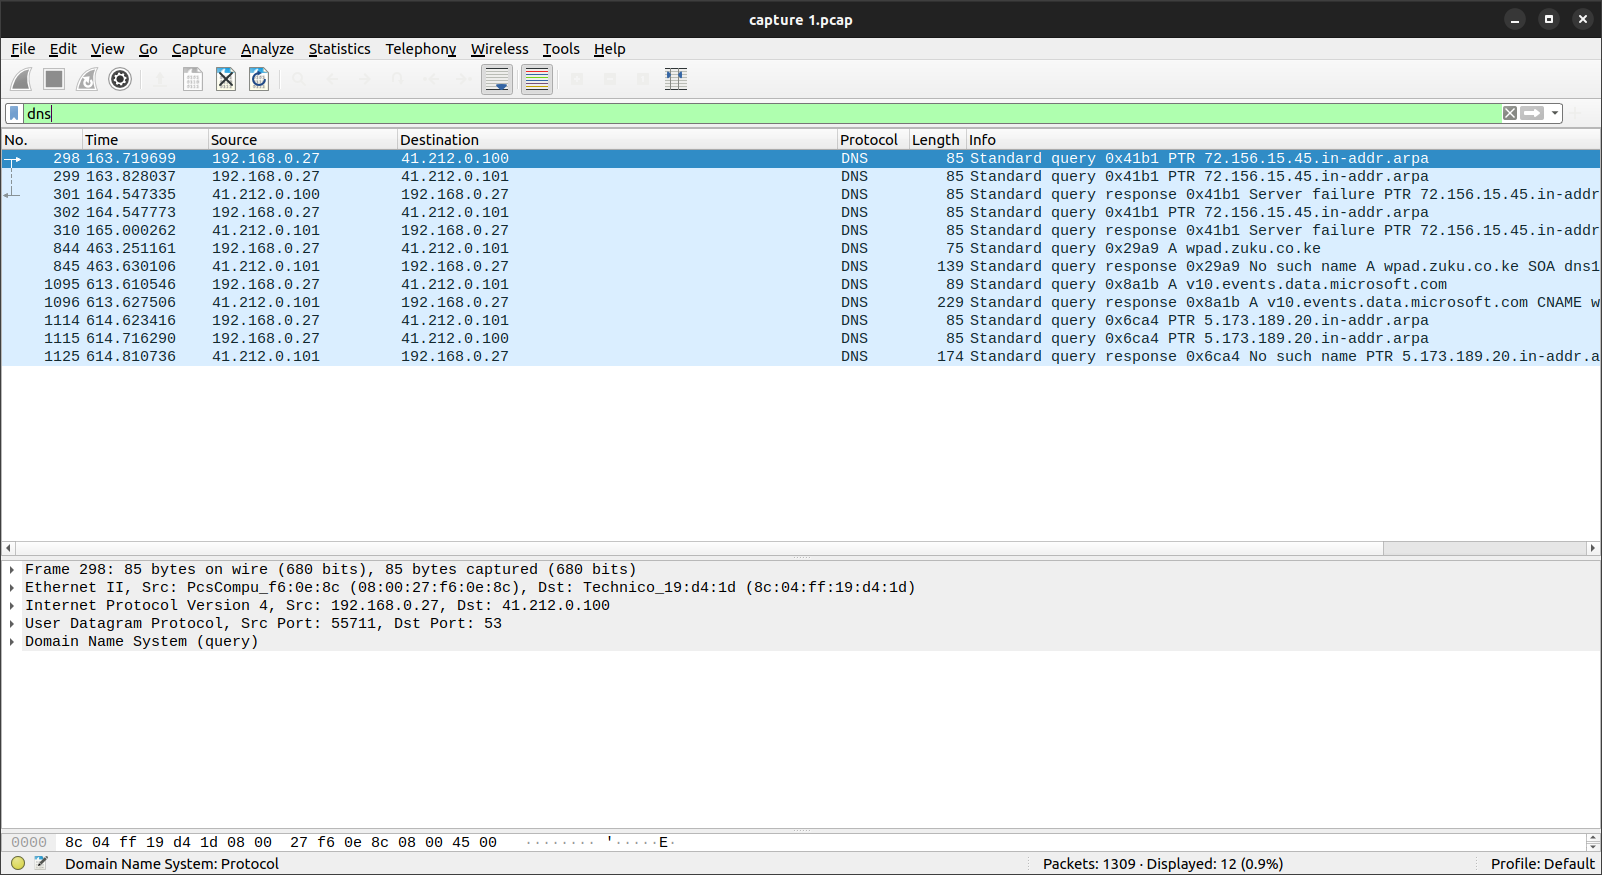 capture 1.pcap
File Edit View Go Capture Analyze Statistics Telephony Wireless Tools Help
dns
No. Time Source Destination Protocol Length Info
298 163.719699 192.168.0.27 41.212.0.100 DNS 85 Standard query 0x41b1 PTR 72.156.15.45.in-addr.arpa
299 163.828037 192.168.0.27 41.212.0.101 DNS 85 Standard query 0x41b1 PTR 72.156.15.45.in-addr.arpa
301 164.547335 41.212.0.100 192.168.0.27 DNS 85 Standard query response 0x41b1 Server failure PTR 72.156.15.45.in-addr
302 164.547773 192.168.0.27 41.212.0.101 DNS 85 Standard query 0x41b1 PTR 72.156.15.45.in-addr.arpa
310 165.000262 41.212.0.101 192.168.0.27 DNS 85 Standard query response 0x41b1 Server failure PTR 72.156.15.45.in-addr
844 463.251161 192.168.0.27 41.212.0.101 DNS 75 Standard query 0x29a9 A wpad.zuku.co.ke
845 463.630106 41.212.0.101 192.168.0.27 DNS 139 Standard query response 0x29a9 No such name A wpad.zuku.co.ke SOA dns1
1095 613.610546 192.168.0.27 41.212.0.101 DNS 89 Standard query 0x8a1b A v10.events.data.microsoft.com
1096 613.627506 41.212.0.101 192.168.0.27 DNS 229 Standard query response 0x8a1b A v10.events.data.microsoft.com CNAME w
1114 614.623416 192.168.0.27 41.212.0.101 DNS 85 Standard query 0x6ca4 PTR 5.173.189.20.in-addr.arpa
1115 614.716290 192.168.0.27 41.212.0.100 DNS 85 Standard query 0x6ca4 PTR 5.173.189.20.in-addr.arpa
1125 614.810736 41.212.0.101 192.168.0.27 DNS 174 Standard query response 0x6ca4 No such name PTR 5.173.189.20.in-addr.a
Frame 298: 85 bytes on wire (680 bits), 85 bytes captured (680 bits)
Ethernet II, Src: PcsCompu_f6:0e:8c (08:00:27:f6:0e:8c), Dst: Technico_19:d4:1d (8c:04:ff:19:d4:1d)
Internet Protocol Version 4, Src: 192.168.0.27, Dst: 41.212.0.100
User Datagram Protocol, Src Port: 55711, Dst Port: 53
Domain Name System (query)
0000 8c 04 ff 19 d4 1d 08 00 27 f6 0e 8c 08 00 45 00 ········ '·····E·
Domain Name System: Protocol
Packets: 1309 · Displayed: 12 (0.9%)
Profile: Default